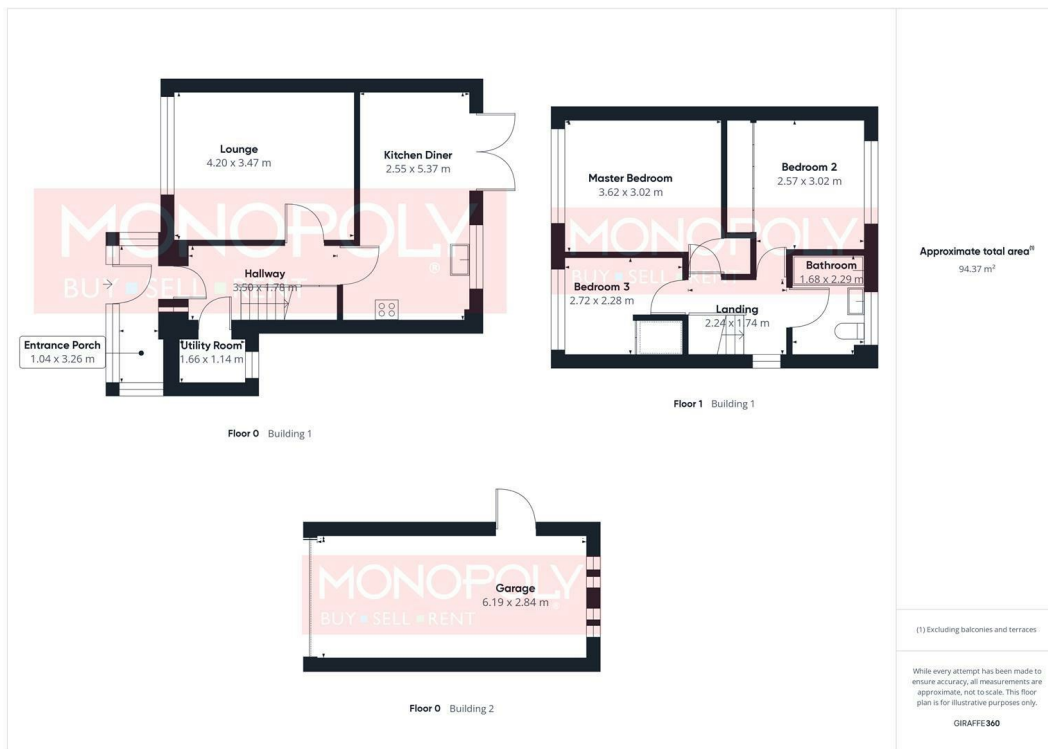 Lounge
4.20 x 3.47 m
Kitchen Diner
2.55 x 5.37 m
MONOPOLY®
BUY SELL RENT
Hallway
3.50 x 1.78 m
Entrance Porch
1.04 x 3.26 m
Utility Room
1.66 x 1.14 m
Floor 0 Building 1
Master Bedroom
3.62 x 3.02 m
Bedroom 2
2.57 x 3.02 m
MONOPOLY
BUY SELL RENT
Bedroom 3
2.72 x 2.28 m
Bathroom
1.68 x 2.29 m
Landing
2.24 x 1.74 m
Floor 1 Building 1
MONOPOLY®
BUY SELL RENT
Garage
6.19 x 2.84 m
Floor 0 Building 2
Approximate total area(1)
94.37 m²
(1) Excluding balconies and terraces
While every attempt has been made to
ensure accuracy, all measurements are
approximate, not to scale. This floor
plan is for illustrative purposes only.
GIRAFFE360